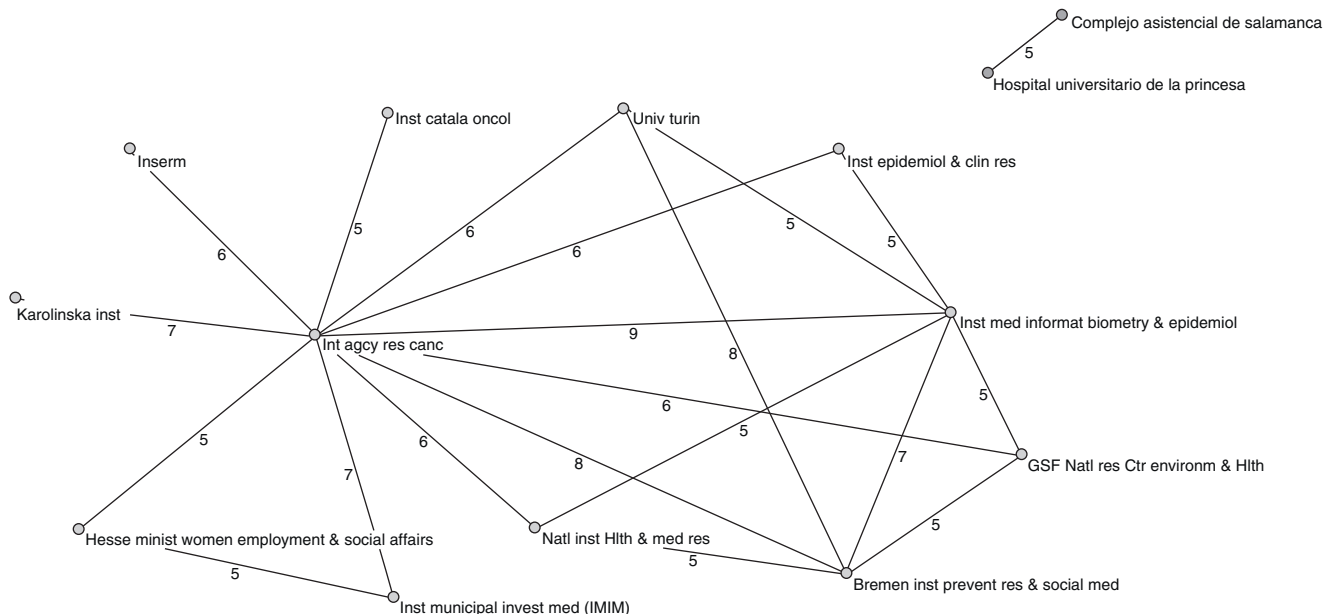 Complejo asistencial de salamanca
5
Hospital universitario de la princesa
Inst catala oncol
Univ turin
Inserm
Inst epidemiol & clin res
5
6
5
5
6
6
Karolinska inst
7
Int agcy res canc
9
Inst med informat biometry & epidemiol
8
5
6
5
5
6
7
8
7
GSF Natl res Ctr environm & Hlth
5
Hesse minist women employment & social affairs
Natl inst Hlth & med res
5
5
Bremen inst prevent res & social med
Inst municipal invest med (IMIM)